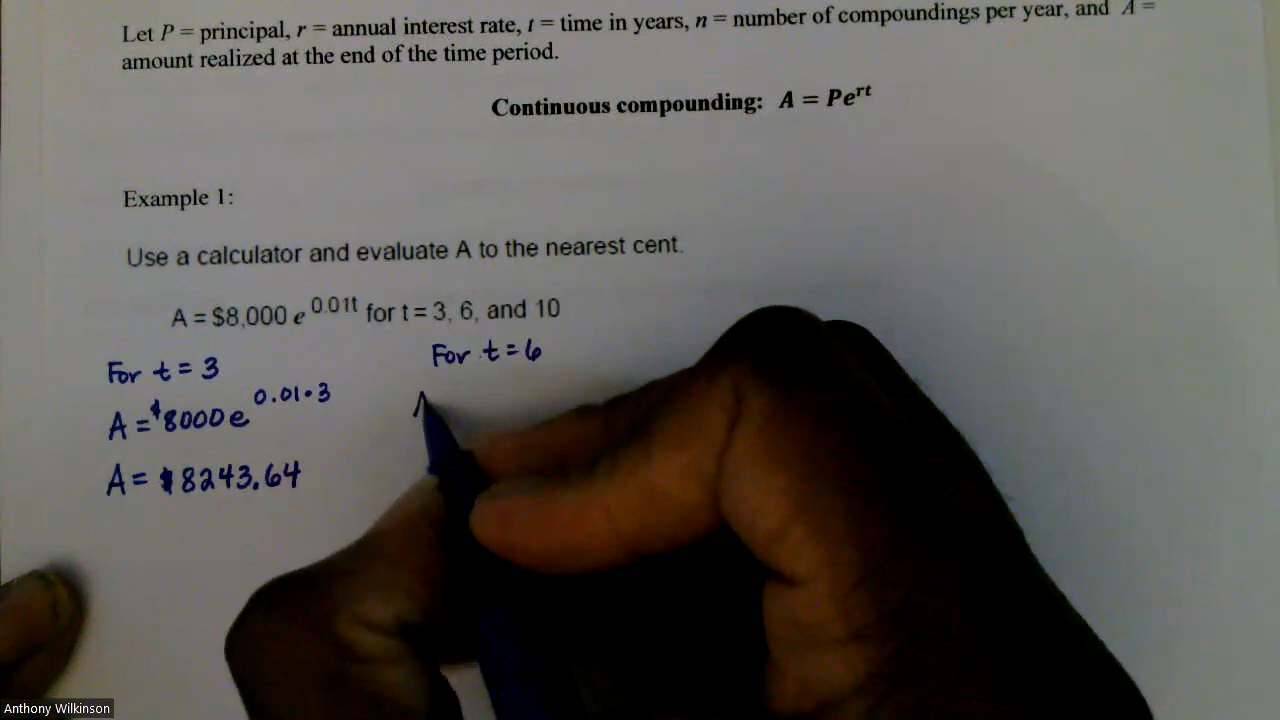 Let P = principal, r = annual interest rate, t = time in years, n = number of compoundings per year, and A =
amount realized at the end of the time period.
Continuous compounding: A = Pe^rt
Example 1:
Use a calculator and evaluate A to the nearest cent.
A = $8,000 e^0.01t for t = 3, 6, and 10
For t = 3
A = $8000e^0.01·3
A = $8243.64
For t = 6
A
Anthony Wilkinson